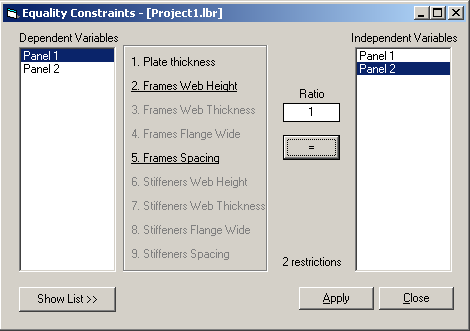 Equality Constraints - [Project1.lbr]
Dependent Variables
Independent Variables
Panel 1
Panel 2
1. Plate thickness
2. Frames Web Height
3. Frames Web Thickness
4. Frames Flange Wide
5. Frames Spacing
6. Stiffeners Web Height
7. Stiffeners Web Thickness
8. Stiffeners Flange Wide
9. Stiffeners Spacing
Ratio
1
=
2 restrictions
Panel 1
Panel 2
Show List >>
Apply
Close